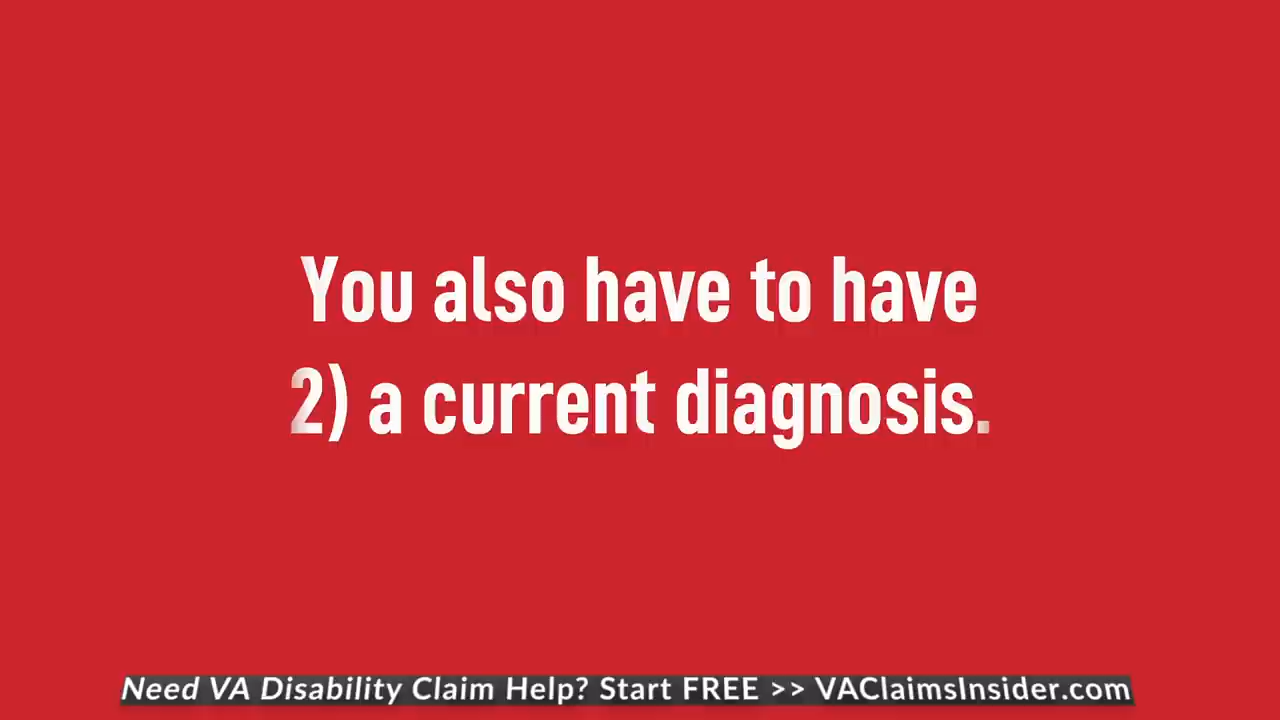 You also have to have
2) a current diagnosis.
Need VA Disability Claim Help? Start FREE >> VAClaimsInsider.com